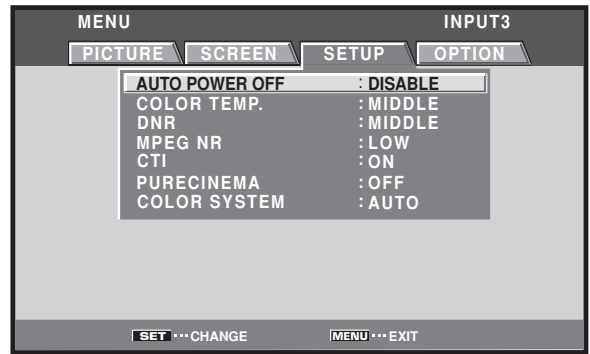 MENU INPUT3
PICTURE SCREEN SETUP OPTION
AUTO POWER OFF : DISABLE
COLOR TEMP. : MIDDLE
DNR : MIDDLE
MPEG NR : LOW
CTI : ON
PURECINEMA : OFF
COLOR SYSTEM : AUTO
SET ··· CHANGE MENU ··· EXIT